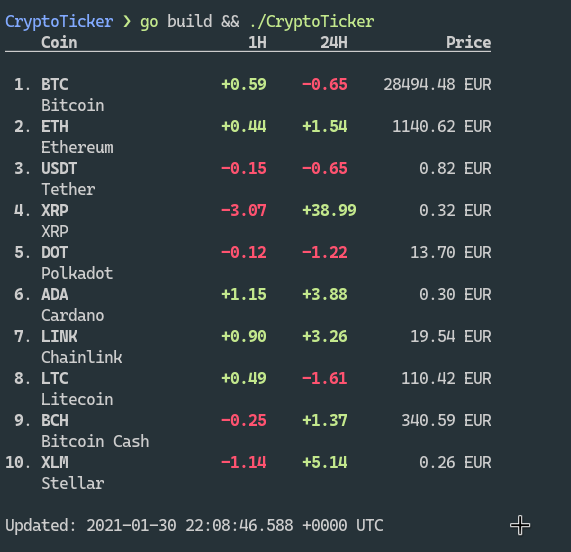 CryptoTicker ❯ go build && ./CryptoTicker
Coin 1H 24H Price
1. BTC +0.59 -0.65 28494.48 EUR
Bitcoin
2. ETH +0.44 +1.54 1140.62 EUR
Ethereum
3. USDT -0.15 -0.65 0.82 EUR
Tether
4. XRP -3.07 +38.99 0.32 EUR
XRP
5. DOT -0.12 -1.22 13.70 EUR
Polkadot
6. ADA +1.15 +3.88 0.30 EUR
Cardano
7. LINK +0.90 +3.26 19.54 EUR
Chainlink
8. LTC +0.49 -1.61 110.42 EUR
Litecoin
9. BCH -0.25 +1.37 340.59 EUR
Bitcoin Cash
10. XLM -1.14 +5.14 0.26 EUR
Stellar
Updated: 2021-01-30 22:08:46.588 +0000 UTC